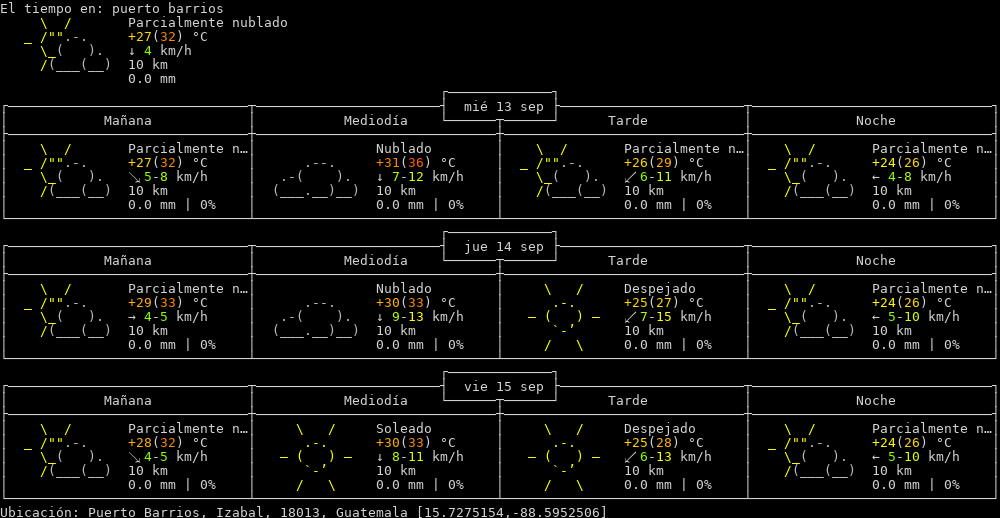 El tiempo en: puerto barrios
Parcialmente nublado
+27(32) °C
↓ 4 km/h
10 km
0.0 mm
mié 13 sep
Mañana Mediodía Tarde Noche
Parcialmente n… Nublado Parcialmente n… Parcialmente n…
+27(32) °C +31(36) °C +26(29) °C +24(26) °C
↘ 5-8 km/h ↓ 7-12 km/h ↙ 6-11 km/h ← 4-8 km/h
10 km 10 km 10 km 10 km
0.0 mm | 0% 0.0 mm | 0% 0.0 mm | 0% 0.0 mm | 0%
jue 14 sep
Mañana Mediodía Tarde Noche
Parcialmente n… Nublado Despejado Parcialmente n…
+29(33) °C +30(33) °C +25(27) °C +24(26) °C
→ 4-5 km/h ↓ 9-13 km/h ↙ 7-15 km/h ← 5-10 km/h
10 km 10 km 10 km 10 km
0.0 mm | 0% 0.0 mm | 0% 0.0 mm | 0% 0.0 mm | 0%
vie 15 sep
Mañana Mediodía Tarde Noche
Parcialmente n… Soleado Despejado Parcialmente n…
+28(32) °C +30(33) °C +25(28) °C +24(26) °C
↘ 4-5 km/h ↓ 8-11 km/h ↙ 6-13 km/h ← 5-10 km/h
10 km 10 km 10 km 10 km
0.0 mm | 0% 0.0 mm | 0% 0.0 mm | 0% 0.0 mm | 0%
Ubicación: Puerto Barrios, Izabal, 18013, Guatemala [15.7275154,-88.5952506]